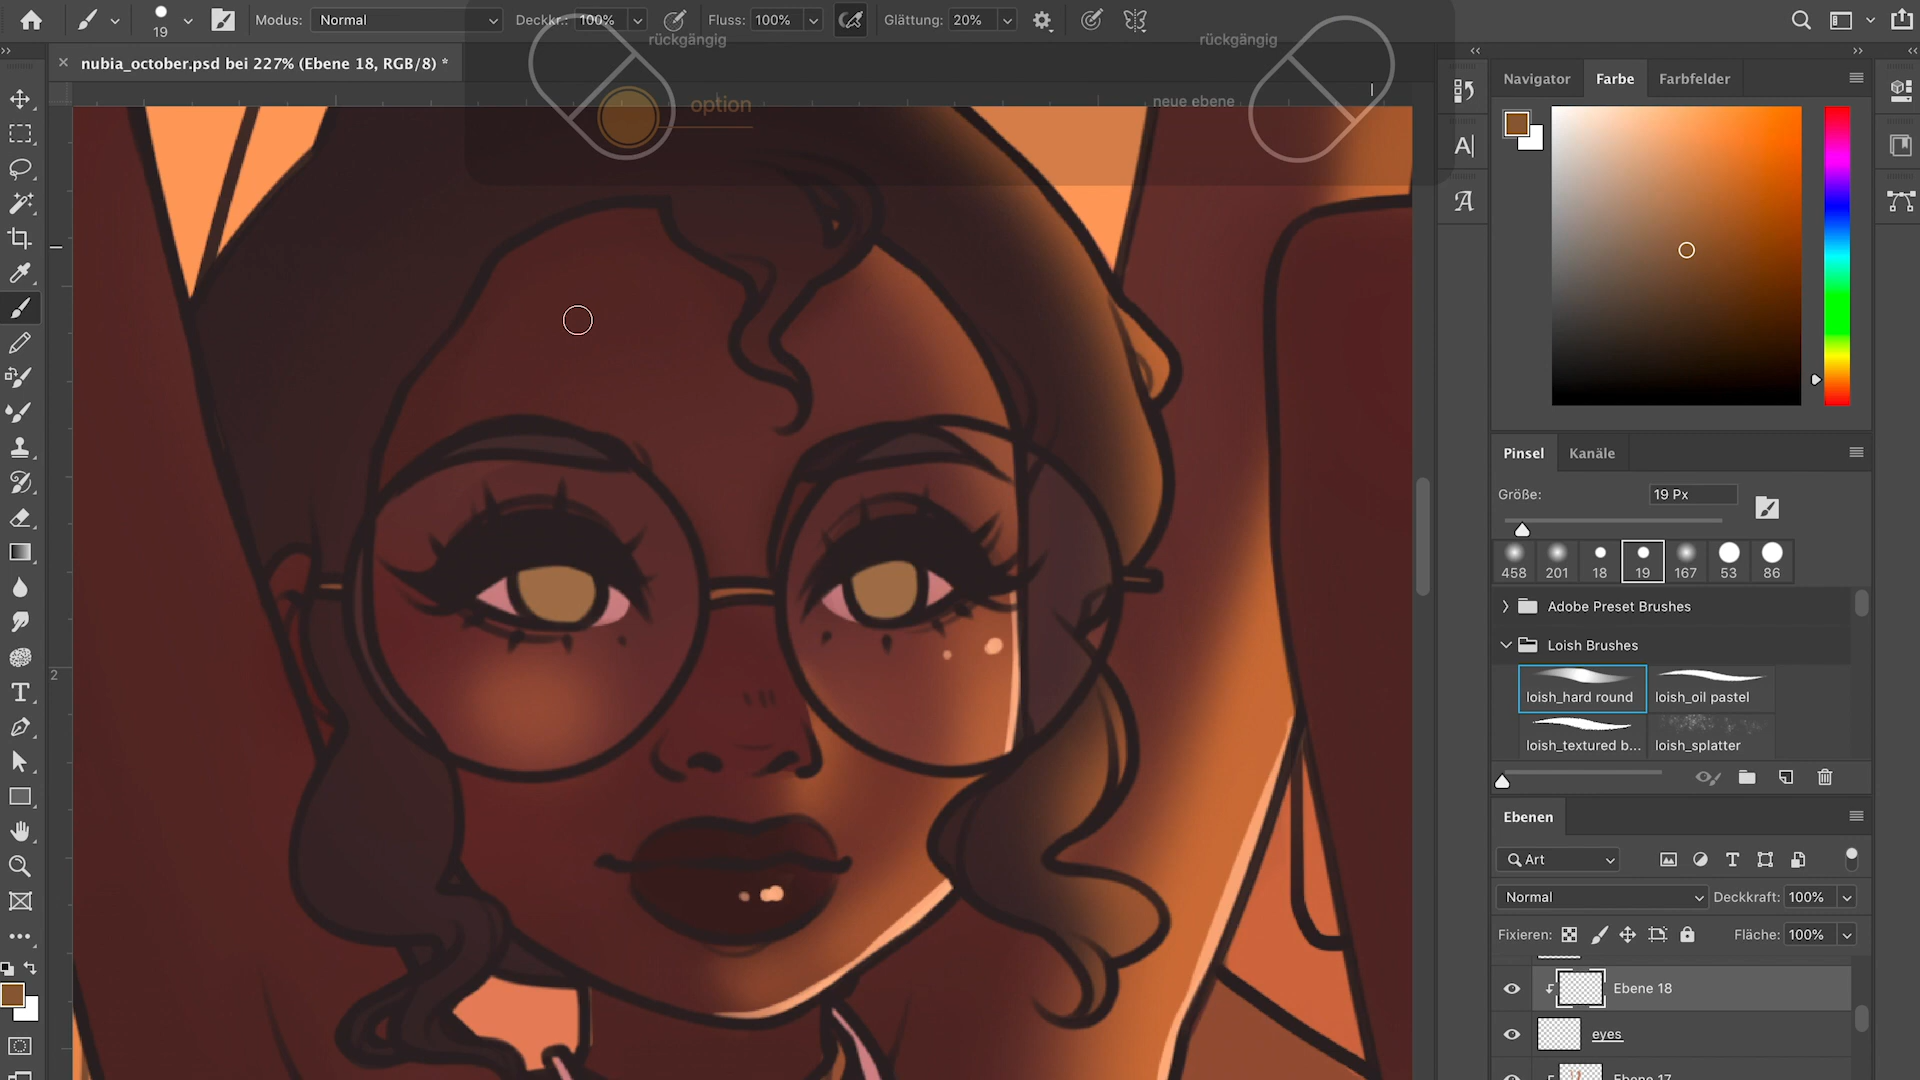 19
Modus: Normal
Deckkr.: 100%
Fluss: 100%
Glättung: 20%
rückgängig
rückgängig
option
neue ebene
× nubia_october.psd bei 227% (Ebene 18, RGB/8) *
Navigator
Farbe
Farbfelder
A|
A
2
Pinsel
Kanäle
Größe:
19 Px
458
201
18
19
167
53
86
Adobe Preset Brushes
Loish Brushes
loish_hard round
loish_oil pastel
loish_textured b...
loish_splatter
Ebenen
Art
T
Normal
Deckkraft: 100%
Fixieren:
Fläche: 100%
Ebene 18
eyes
Ebene 17